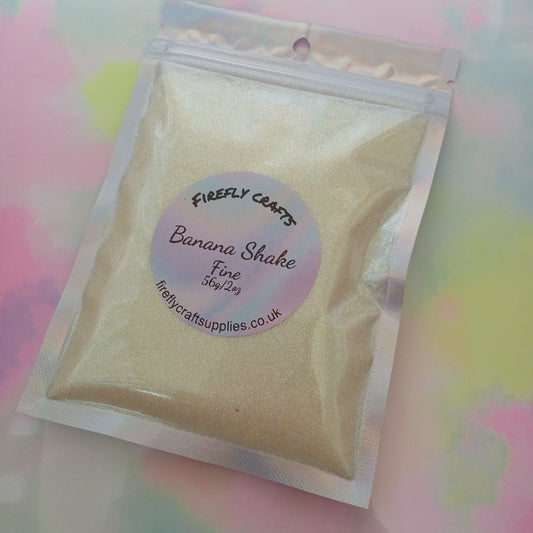 FIREFLY CRAFTS
Banana Shake
Fine
56g/2oz
fireflycraftsupplies.co.uk